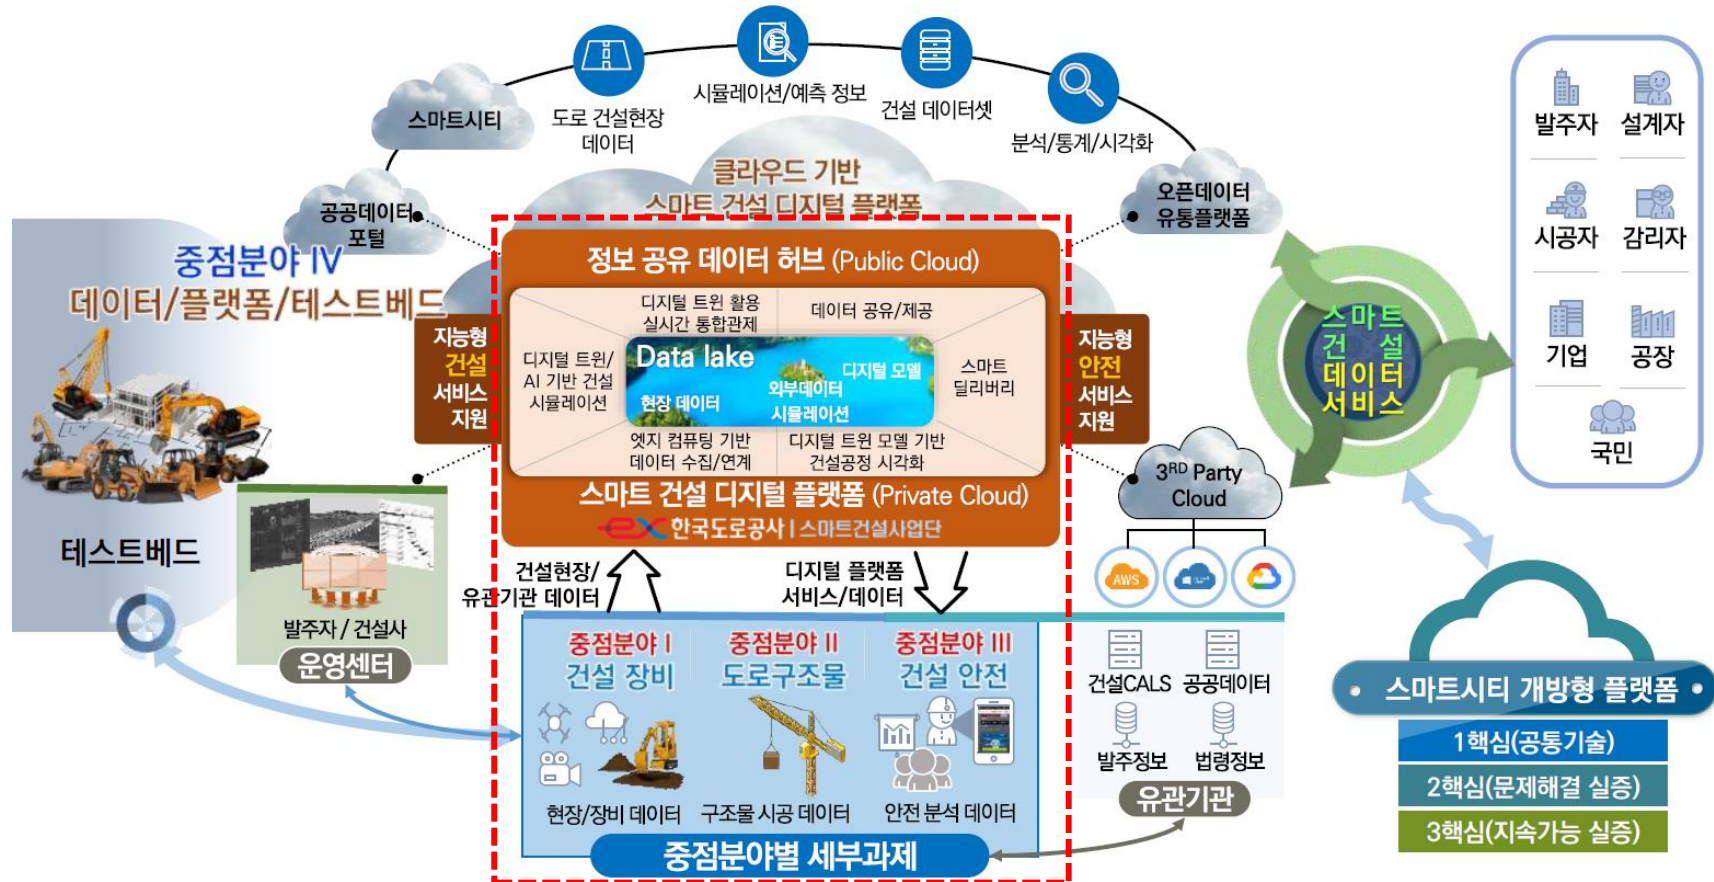 스마트시티
도로 건설현장
데이터
시뮬레이션/예측 정보
건설 데이터셋
분석/통계/시각화
공공데이터
포털
오픈데이터
유통플랫폼
클라우드 기반
스마트 건설 디지털 플랫폼
중점분야 IV
데이터/플랫폼/테스트베드
테스트베드
정보 공유 데이터 허브 (Public Cloud)
디지털 트윈 활용
실시간 통합관제
데이터 공유/제공
디지털 트윈/
AI 기반 건설
시뮬레이션
Data lake
디지털 모델
외부데이터
현장 데이터
시뮬레이션
스마트
딜리버리
엣지 컴퓨팅 기반
데이터 수집/연계
디지털 트윈 모델 기반
건설공정 시각화
스마트 건설 디지털 플랫폼 (Private Cloud)
ex 한국도로공사 | 스마트건설사업단
지능형
건설
서비스
지원
지능형
안전
서비스
지원
발주자 / 건설사
운영센터
건설현장/
유관기관 데이터
디지털 플랫폼
서비스/데이터
중점분야 I
건설 장비
중점분야 II
도로구조물
중점분야 III
건설 안전
현장/장비 데이터
구조물 시공 데이터
안전 분석 데이터
중점분야별 세부과제
3RD Party
Cloud
AWS
건설CALS
공공데이터
발주정보
법령정보
유관기관
스마트
건 설
데이터
서비스
발주자
설계자
시공자
감리자
기업
공장
국민
스마트시티 개방형 플랫폼
1핵심(공통기술)
2핵심(문제해결 실증)
3핵심(지속가능 실증)